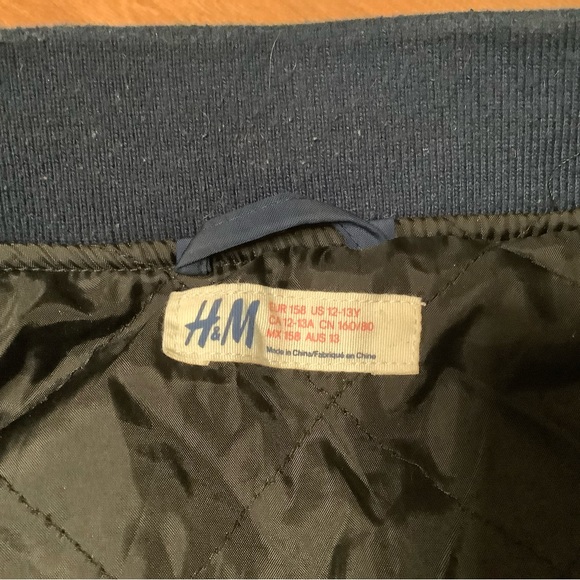 H&M
EUR 158 US 12-13Y
CA 12-13A CN 160/80
MX 158 AUS 13
Made in China/Fabriqué en Chine